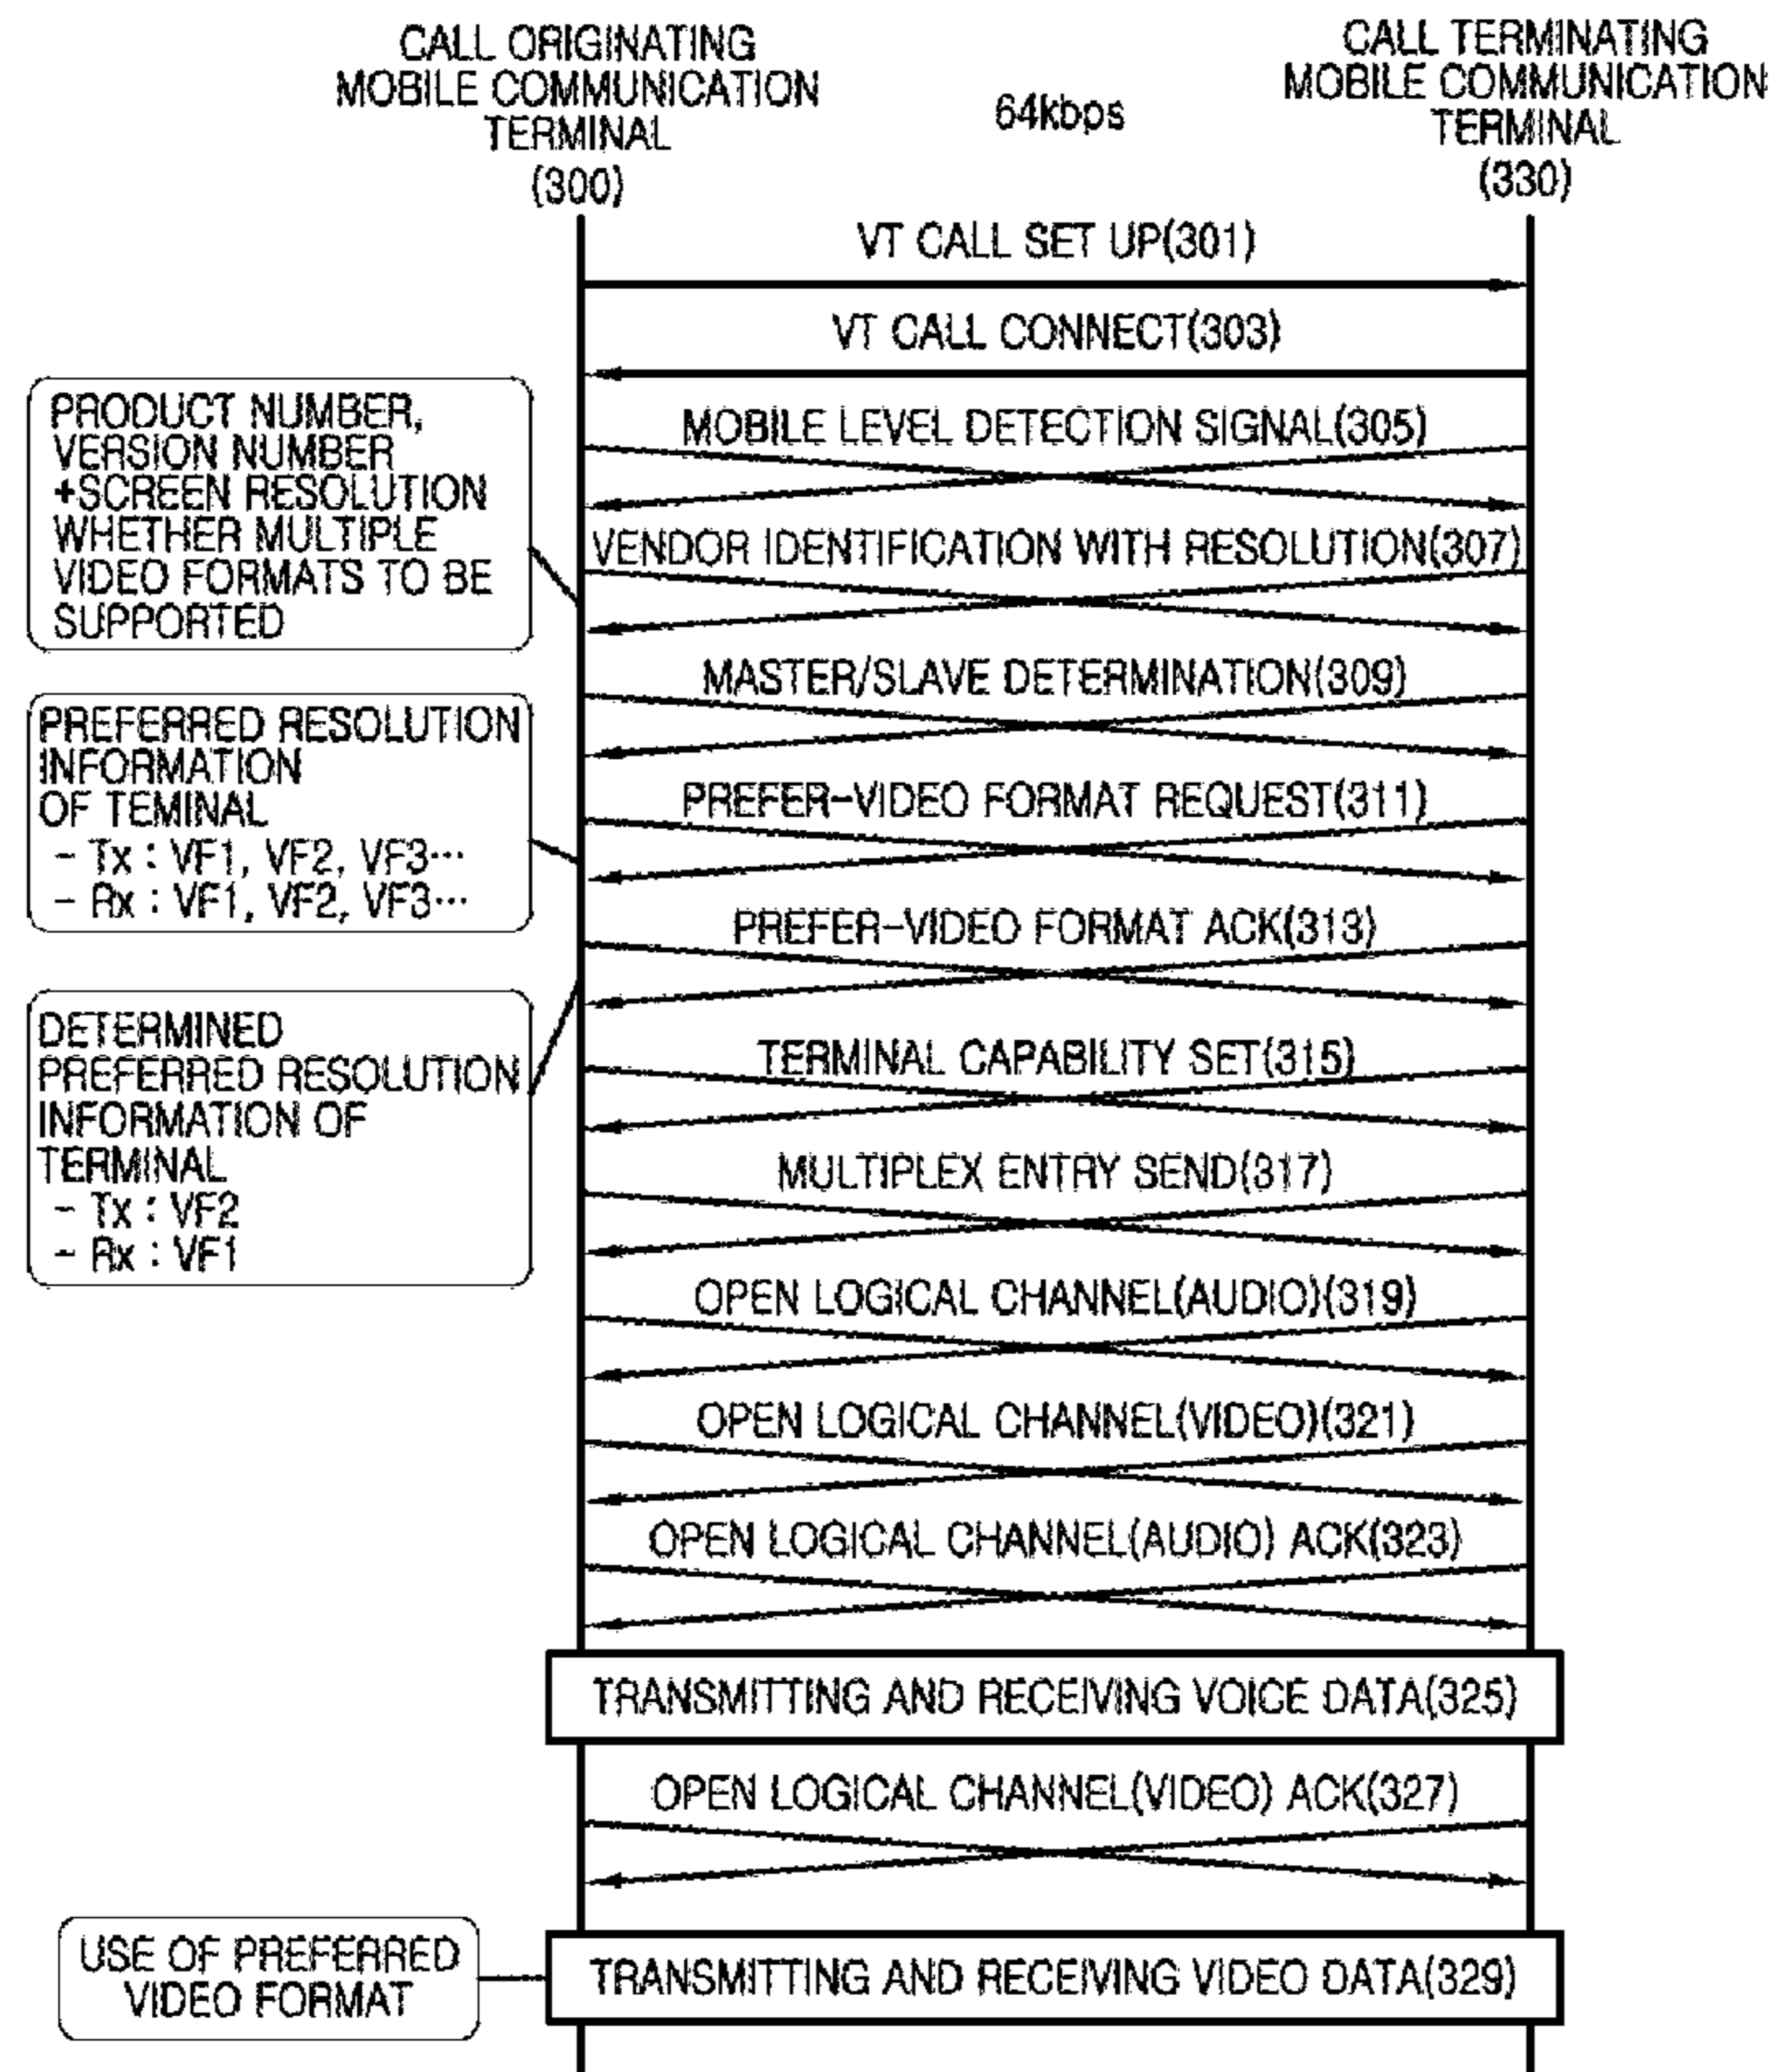 CALL ORIGINATING
MOBILE COMMUNICATION
TERMINAL
(300)
64kbps
CALL TERMINATING
MOBILE COMMUNICATION
TERMINAL
(330)
VT CALL SET UP(301)
VT CALL CONNECT(303)
PRODUCT NUMBER,
VERSION NUMBER
+SCREEN RESOLUTION
WHETHER MULTIPLE
VIDEO FORMATS TO BE
SUPPORTED
MOBILE LEVEL DETECTION SIGNAL(305)
VENDOR IDENTIFICATION WITH RESOLUTION(307)
MASTER/SLAVE DETERMINATION(309)
PREFERRED RESOLUTION
INFORMATION
OF TEMINAL
- Tx : VF1, VF2, VF3···
- Rx : VF1, VF2, VF3···
PREFER-VIDEO FORMAT REQUEST(311)
PREFER-VIDEO FORMAT ACK(313)
DETERMINED
PREFERRED RESOLUTION
INFORMATION OF
TERMINAL
- Tx : VF2
- Rx : VF1
TERMINAL CAPABILITY SET(315)
MULTIPLEX ENTRY SEND(317)
OPEN LOGICAL CHANNEL(AUDIO)(319)
OPEN LOGICAL CHANNEL(VIDEO)(321)
OPEN LOGICAL CHANNEL(AUDIO) ACK(323)
TRANSMITTING AND RECEIVING VOICE DATA(325)
OPEN LOGICAL CHANNEL(VIDEO) ACK(327)
USE OF PREFERRED
VIDEO FORMAT
TRANSMITTING AND RECEIVING VIDEO DATA(329)